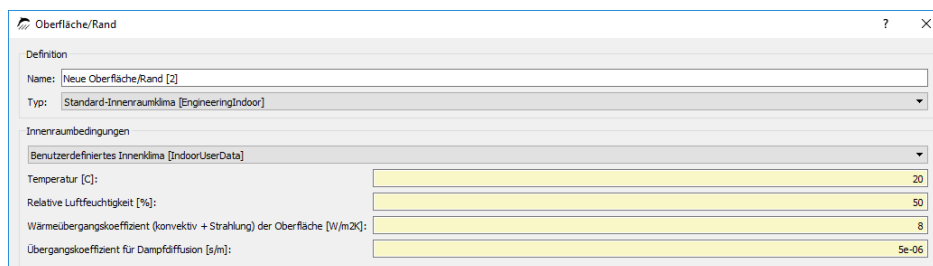 Oberfläche/Rand ?
Definition
Name: Neue Oberfläche/Rand [2]
Typ: Standard-Innenraumklima [EngineeringIndoor]
Innenraumbedingungen
Benutzerdefiniertes Innenklima [IndoorUserData]
Temperatur [C]: 20
Relative Luftfeuchtigkeit [%]: 50
Wärmeübergangskoeffizient (konvektiv + Strahlung) der Oberfläche [W/m2K]: 8
Übergangskoeffizient für Dampfdiffusion [s/m]: 5e-06